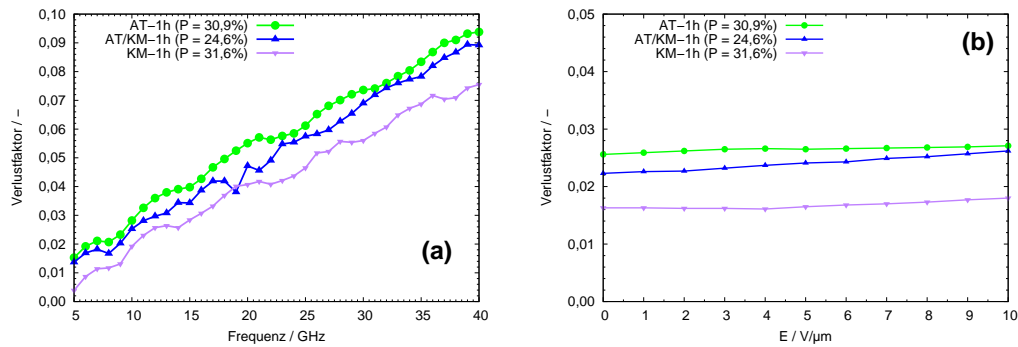 Verlustfaktor / −
0,10
0,09
0,08
0,07
0,06
0,05
0,04
0,03
0,02
0,01
0,00
AT−1h (P = 30,9%)
AT/KM−1h (P = 24,6%)
KM−1h (P = 31,6%)
(a)
5 10 15 20 25 30 35 40
Frequenz / GHz
Verlustfaktor / −
0,05
0,04
0,03
0,02
0,01
0,00
AT−1h (P = 30,9%)
AT/KM−1h (P = 24,6%)
KM−1h (P = 31,6%)
(b)
0 1 2 3 4 5 6 7 8 9 10
E / V/µm